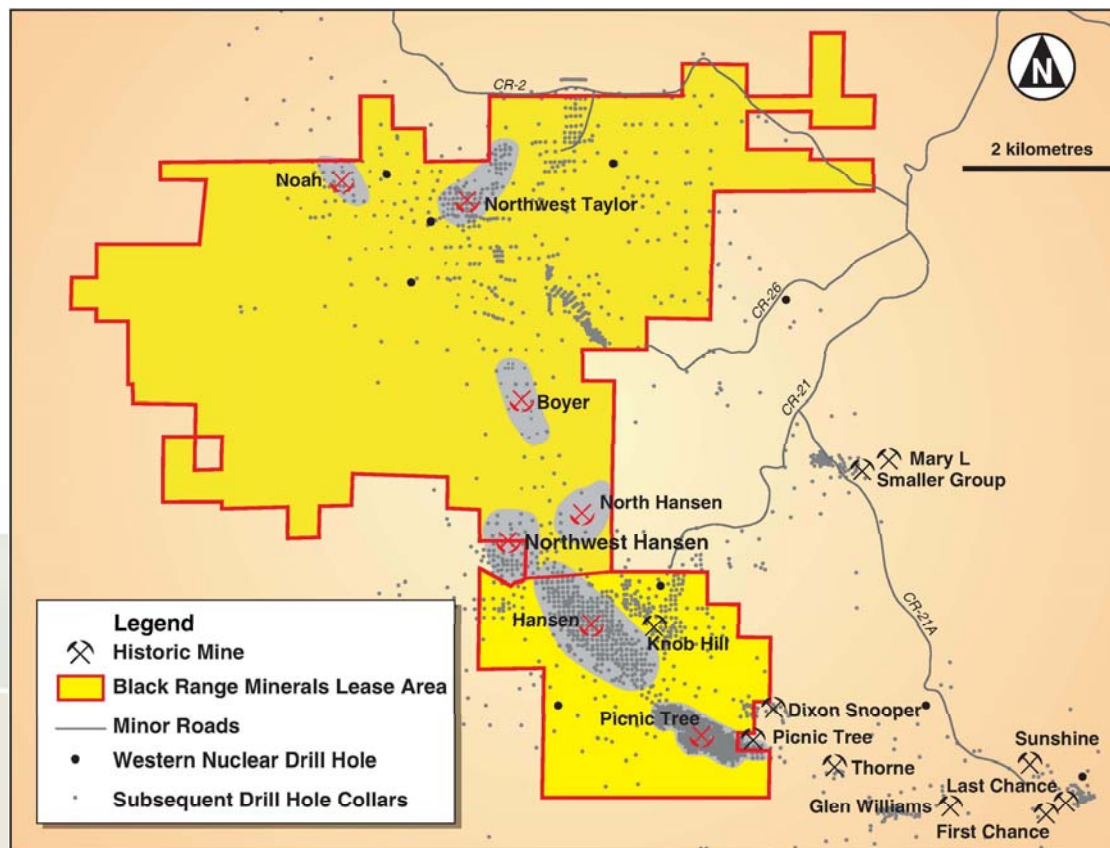 N
CR-2
2 kilometres
Noah
Northwest Taylor
CR-26
CR-21
Boyer
Mary L
Smaller Group
North Hansen
Northwest Hansen
CR-21A
Hansen
Knob Hill
Picnic Tree
Dixon Snooper
Picnic Tree
Sunshine
Thorne
Last Chance
Glen Williams
First Chance
Legend
Historic Mine
Black Range Minerals Lease Area
Minor Roads
Western Nuclear Drill Hole
Subsequent Drill Hole Collars